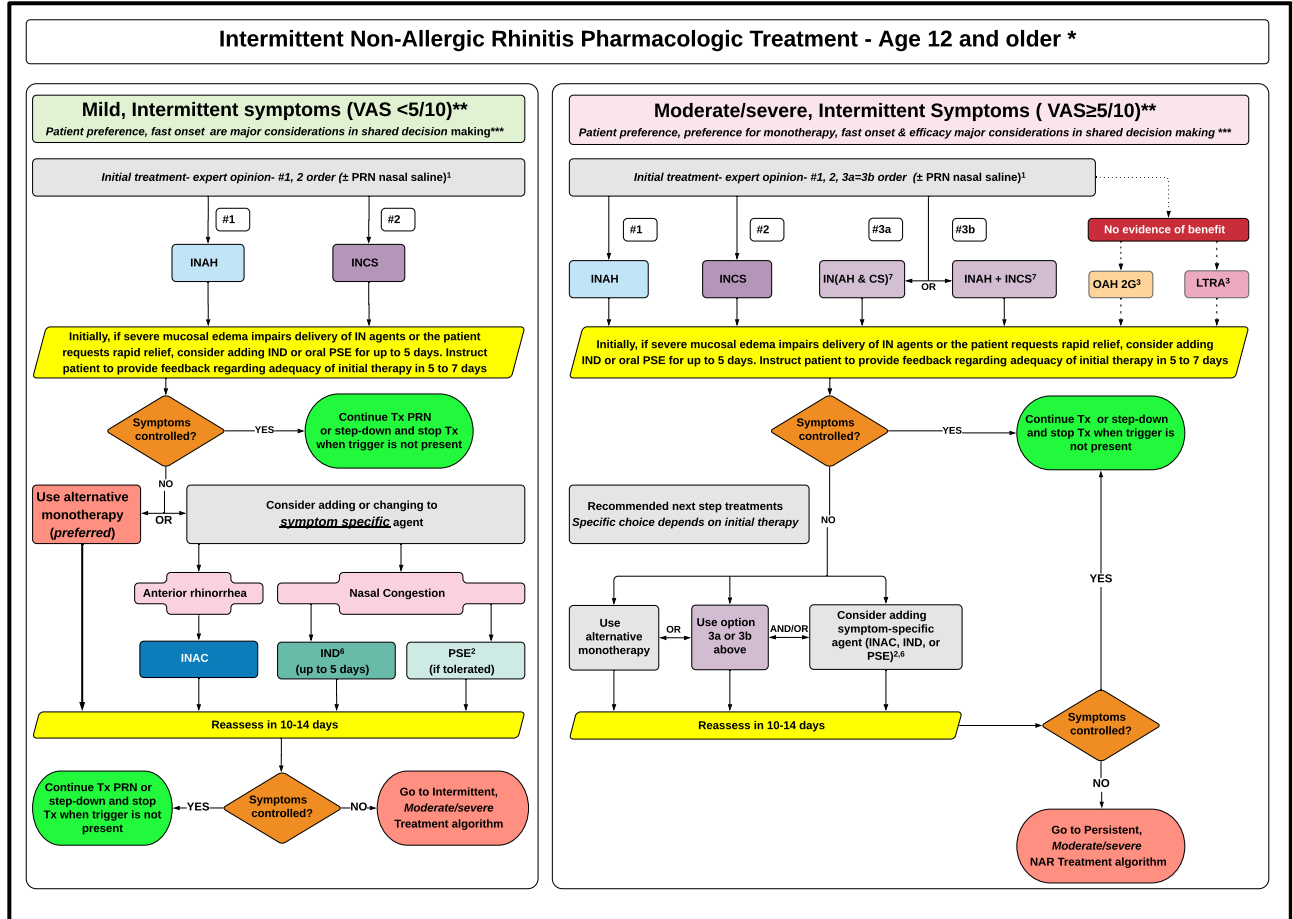 Intermittent Non-Allergic Rhinitis Pharmacologic Treatment - Age 12 and older *
Mild, Intermittent symptoms (VAS <5/10)**
Patient preference, fast onset are major considerations in shared decision making***
Initial treatment- expert opinion- #1, 2 order (± PRN nasal saline)¹
#1
#2
INAH
INCS
Initially, if severe mucosal edema impairs delivery of IN agents or the patient
requests rapid relief, consider adding IND or oral PSE for up to 5 days. Instruct
patient to provide feedback regarding adequacy of initial therapy in 5 to 7 days
Symptoms
controlled?
YES
Continue Tx PRN
or step-down and stop Tx
when trigger is not present
NO
Use alternative
monotherapy
(preferred)
OR
Consider adding or changing to
symptom specific agent
Anterior rhinorrhea
Nasal Congestion
INAC
IND⁶
(up to 5 days)
PSE²
(if tolerated)
Reassess in 10-14 days
Continue Tx PRN or
step-down and stop
Tx when trigger is not
present
YES
Symptoms
controlled?
NO
Go to Intermittent,
Moderate/severe
Treatment algorithm
Moderate/severe, Intermittent Symptoms ( VAS≥5/10)**
Patient preference, preference for monotherapy, fast onset & efficacy major considerations in shared decision making ***
Initial treatment- expert opinion- #1, 2, 3a=3b order (± PRN nasal saline)¹
#1
#2
#3a
#3b
No evidence of benefit
INAH
INCS
IN(AH & CS)⁷
OR
INAH + INCS⁷
OAH 2G³
LTRA³
Initially, if severe mucosal edema impairs delivery of IN agents or the patient requests rapid relief, consider adding
IND or oral PSE for up to 5 days. Instruct patient to provide feedback regarding adequacy of initial therapy in 5 to 7 days
Symptoms
controlled?
YES
Continue Tx or step-down
and stop Tx when trigger is
not present
Recommended next step treatments
Specific choice depends on initial therapy
NO
YES
Use
alternative
monotherapy
OR
Use option
3a or 3b
above
AND/OR
Consider adding
symptom-specific
agent (INAC, IND, or
PSE)²,⁶
Reassess in 10-14 days
Symptoms
controlled?
NO
Go to Persistent,
Moderate/severe
NAR Treatment algorithm